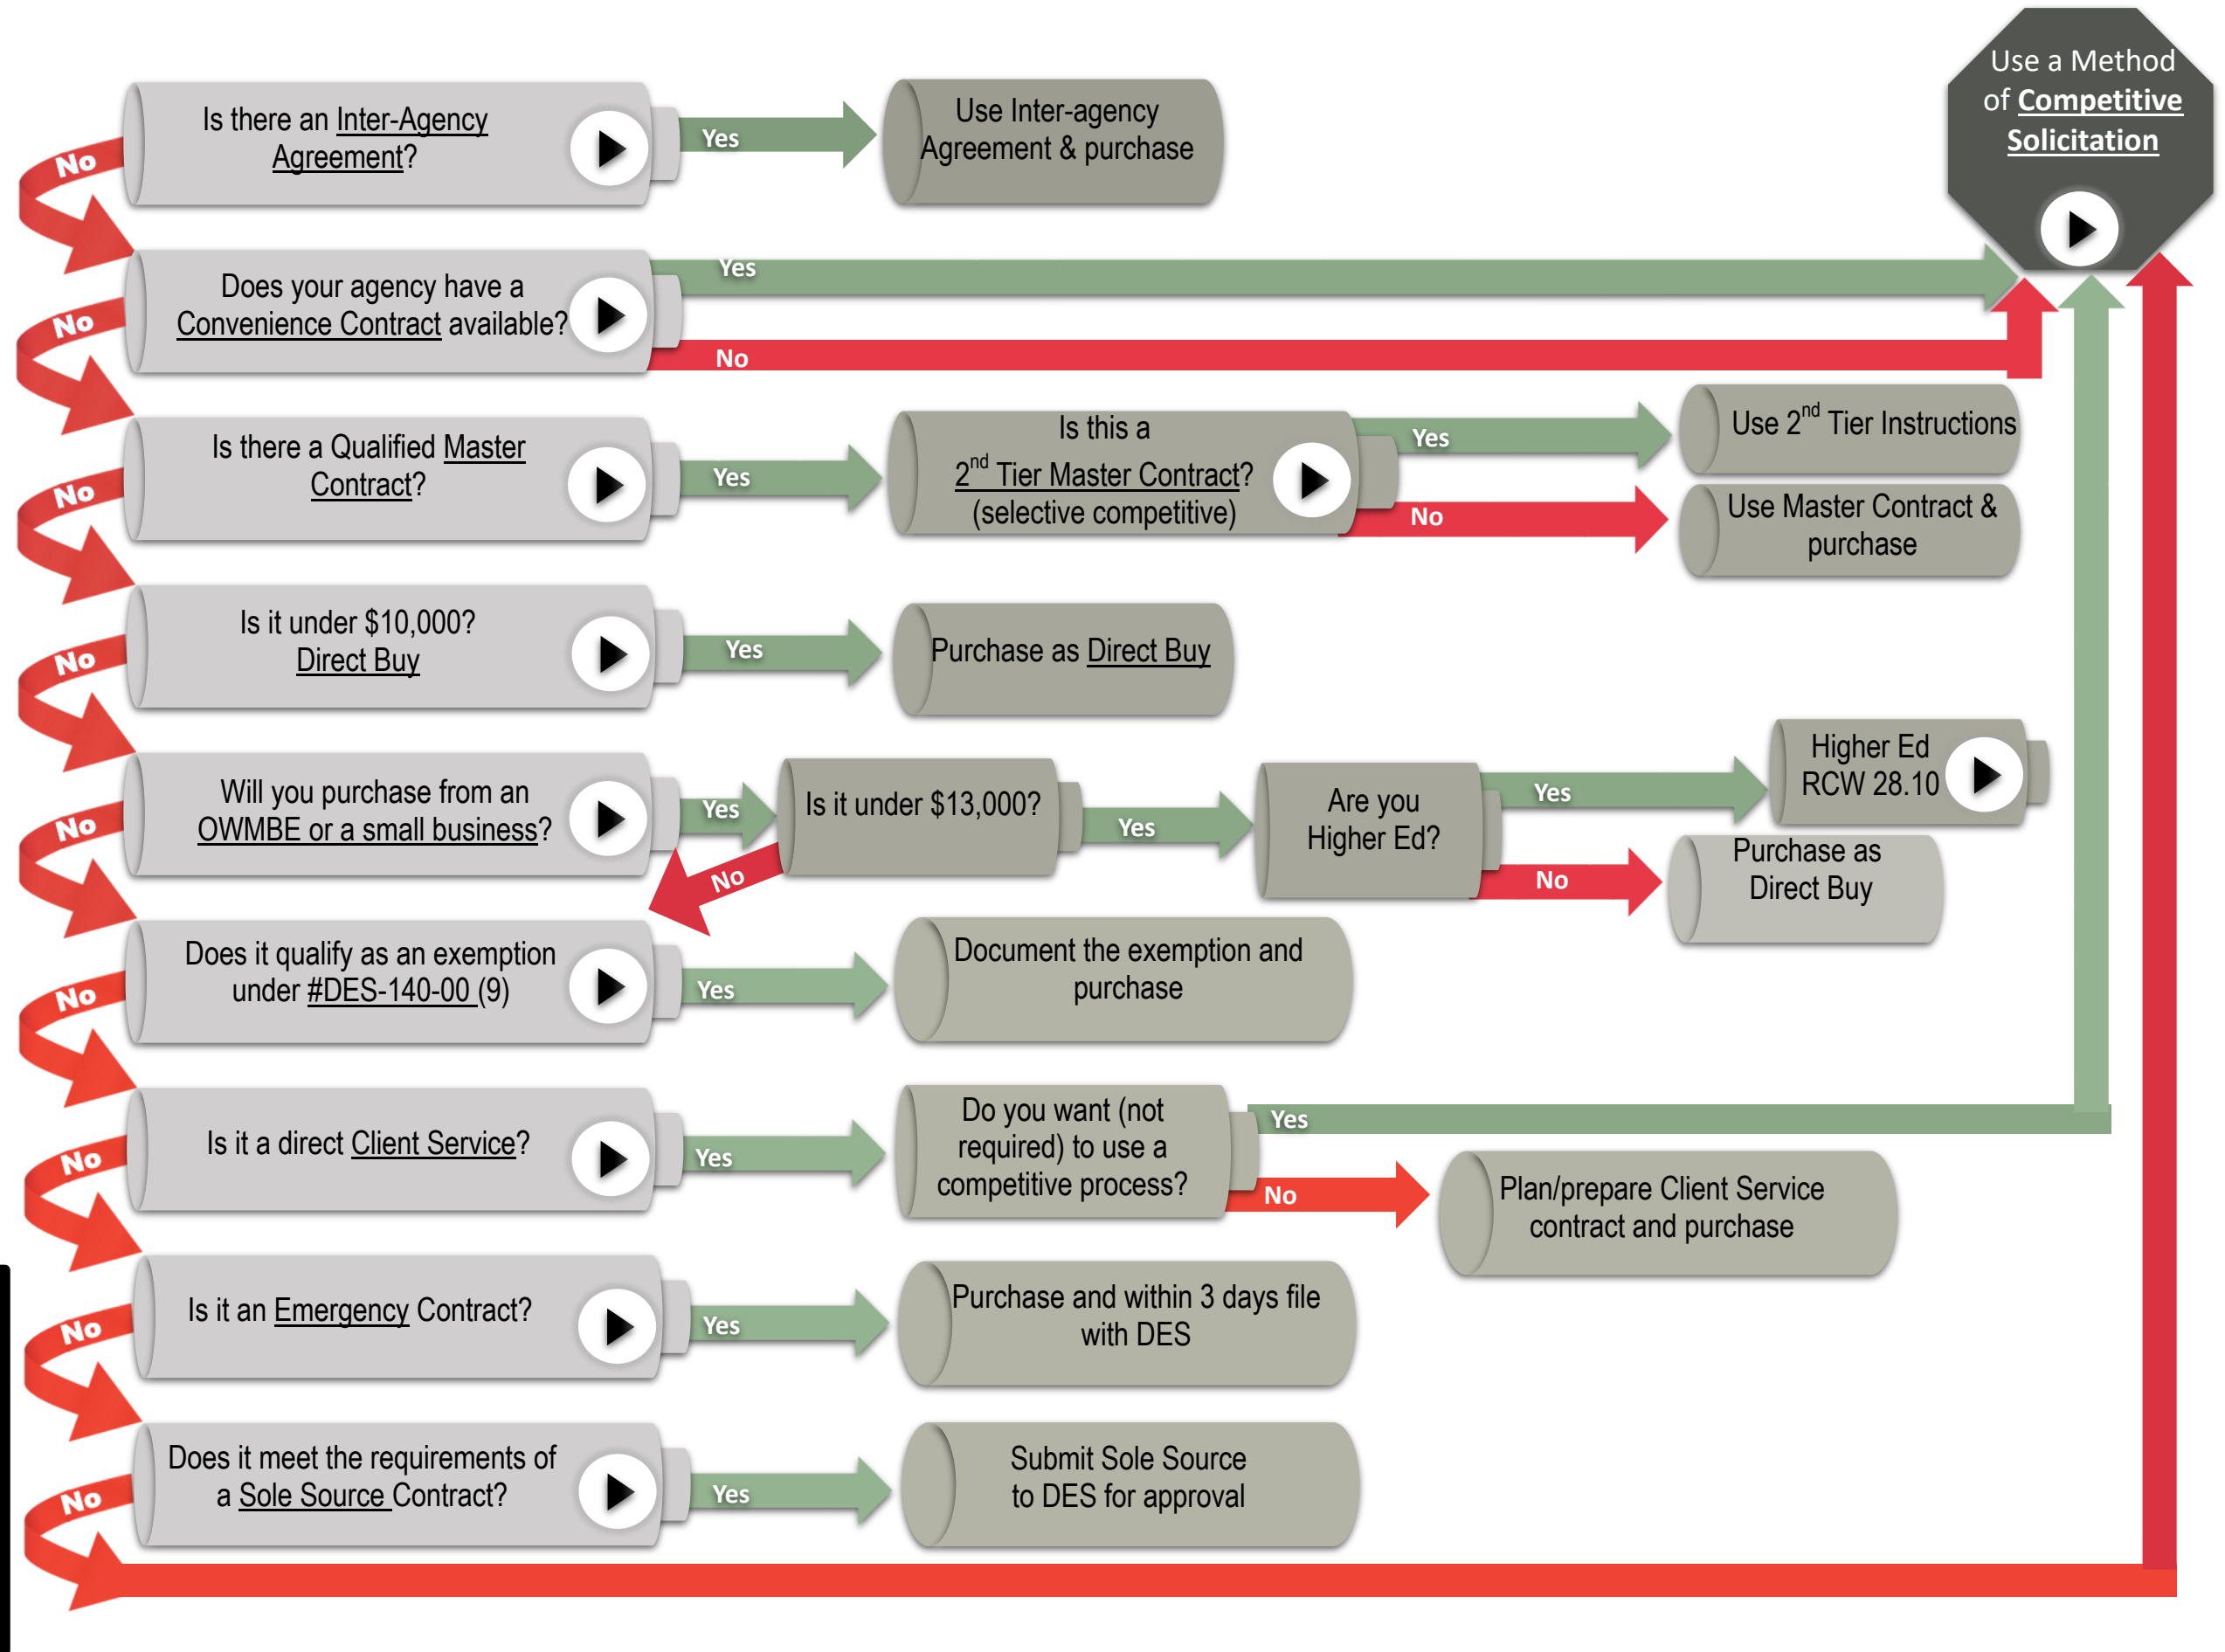 Use a Method
of Competitive
Solicitation
Is there an Inter-Agency
Agreement?
Yes
Use Inter-agency
Agreement & purchase
No
Does your agency have a
Convenience Contract available?
Yes
No
No
Is there a Qualified Master
Contract?
Yes
Is this a
2nd Tier Master Contract?
(selective competitive)
Yes
Use 2nd Tier Instructions
No
Use Master Contract &
purchase
No
Is it under $10,000?
Direct Buy
Yes
Purchase as Direct Buy
No
Will you purchase from an
OWMBE or a small business?
Yes
Is it under $13,000?
No
Yes
Are you
Higher Ed?
Yes
Higher Ed
RCW 28.10
No
Purchase as
Direct Buy
No
Does it qualify as an exemption
under #DES-140-00 (9)
Yes
Document the exemption and
purchase
No
Is it a direct Client Service?
Yes
Do you want (not
required) to use a
competitive process?
Yes
No
Plan/prepare Client Service
contract and purchase
No
Is it an Emergency Contract?
Yes
Purchase and within 3 days file
with DES
No
Does it meet the requirements of
a Sole Source Contract?
Yes
Submit Sole Source
to DES for approval
No